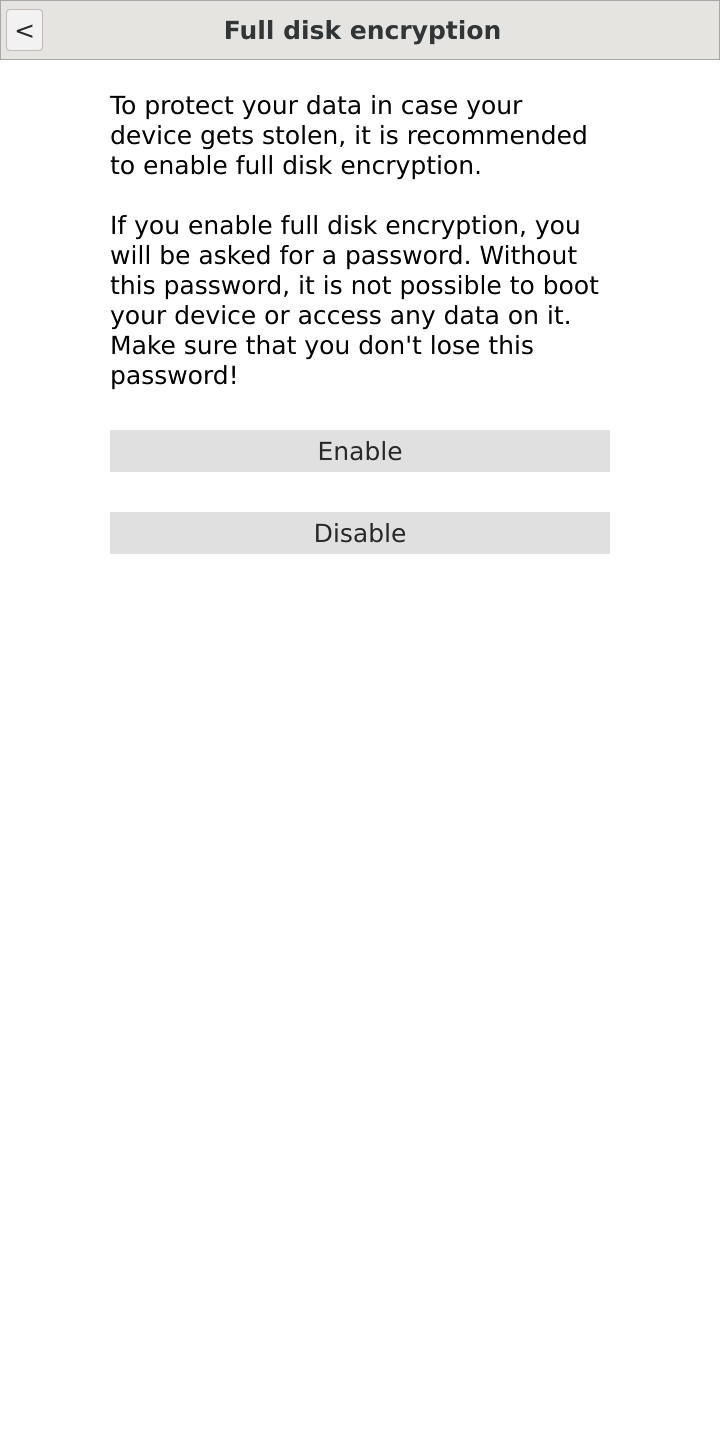 <
Full disk encryption
To protect your data in case your
device gets stolen, it is recommended
to enable full disk encryption.
If you enable full disk encryption, you
will be asked for a password. Without
this password, it is not possible to boot
your device or access any data on it.
Make sure that you don't lose this
password!
Enable
Disable